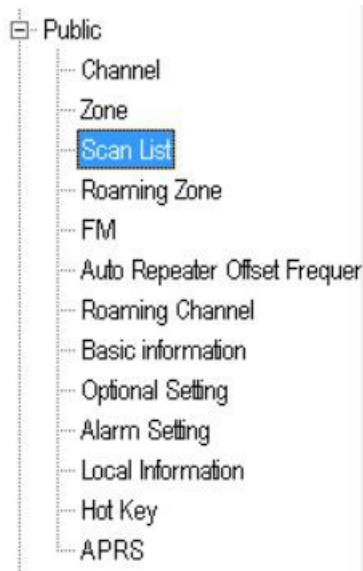 Public
Channel
Zone
Scan List
Roaming Zone
FM
Auto Repeater Offset Frequer
Roaming Channel
Basic information
Optional Setting
Alarm Setting
Local Information
Hot Key
APRS